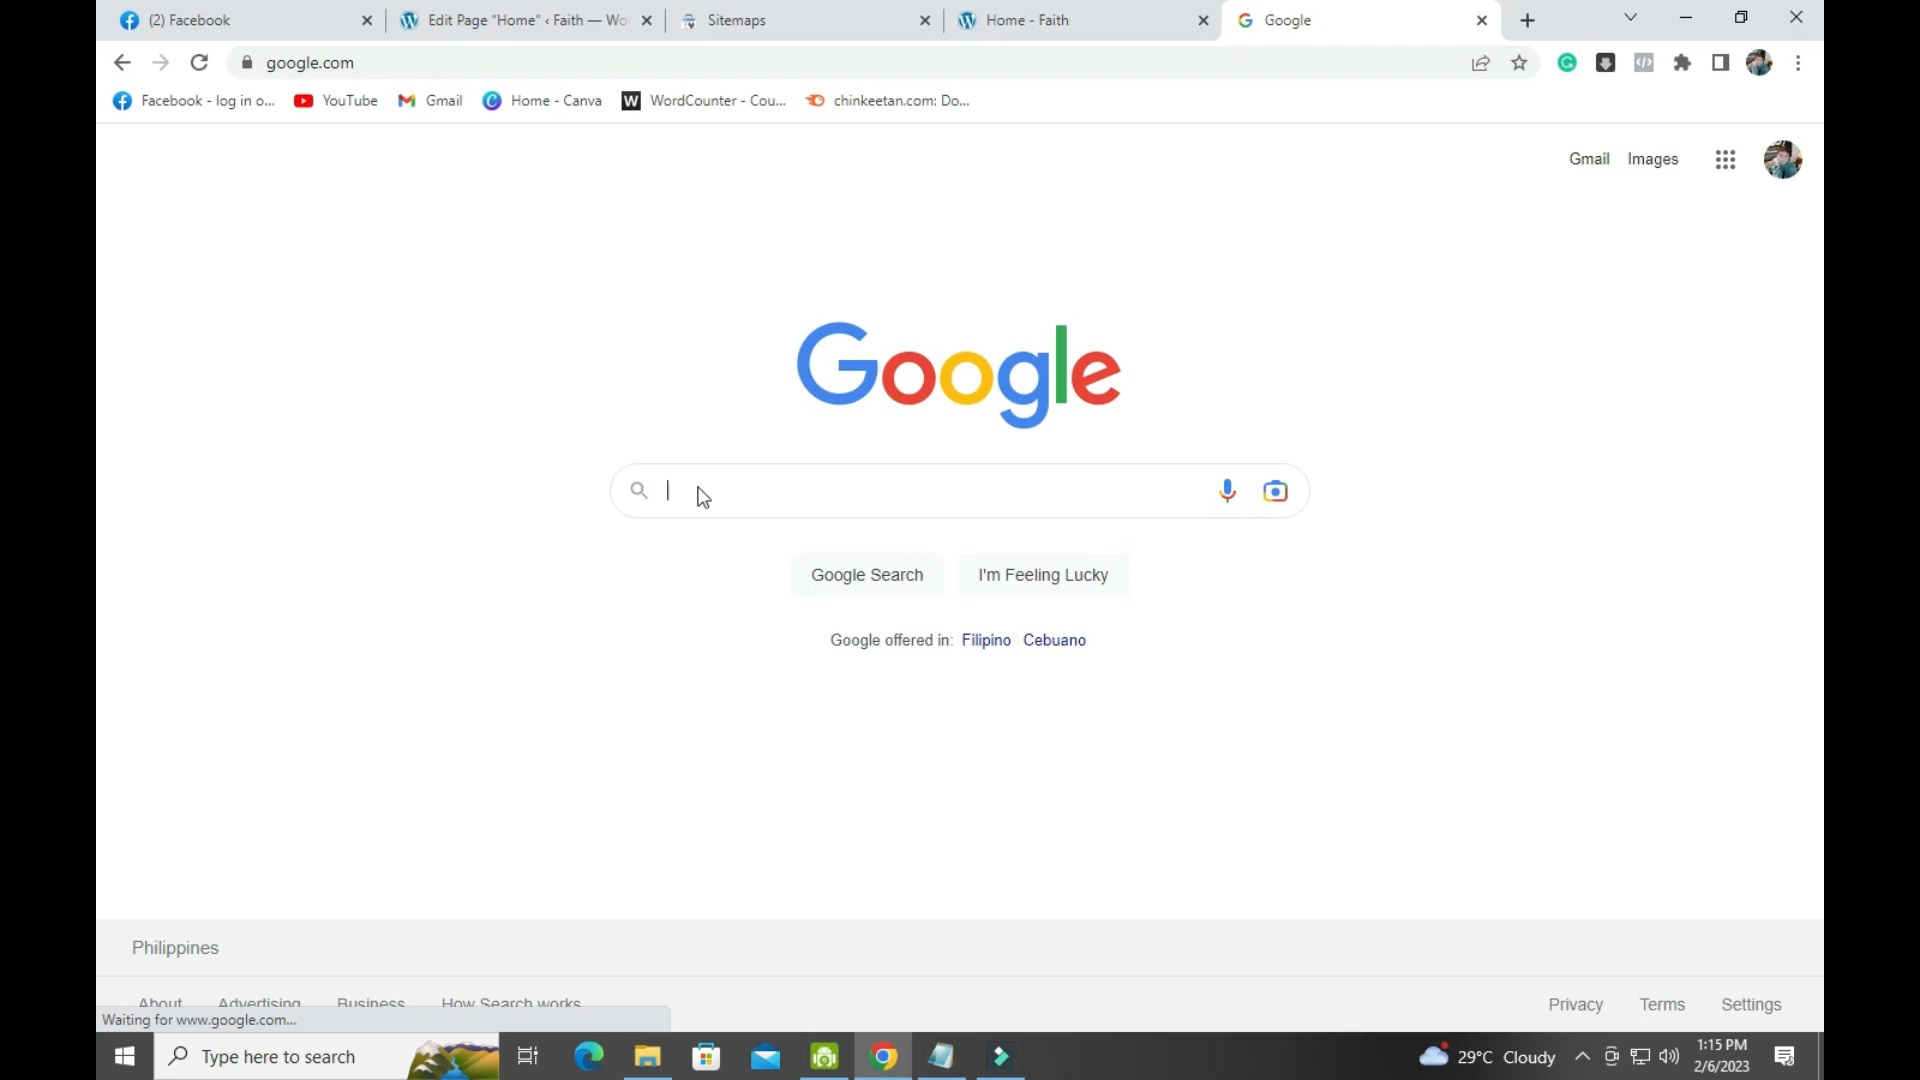 (2) Facebook
Edit Page “Home” ‹ Faith — Wo
Sitemaps
Home - Faith
Google
google.com
Facebook - log in o...
YouTube
Gmail
Home - Canva
WordCounter - Cou...
chinkeetan.com: Do...
Gmail
Images
Google
Google Search
I'm Feeling Lucky
Google offered in: Filipino Cebuano
Philippines
About
Advertising
Business
How Search works
Privacy
Terms
Settings
Waiting for www.google.com...
Type here to search
29°C Cloudy
1:15 PM
2/6/2023